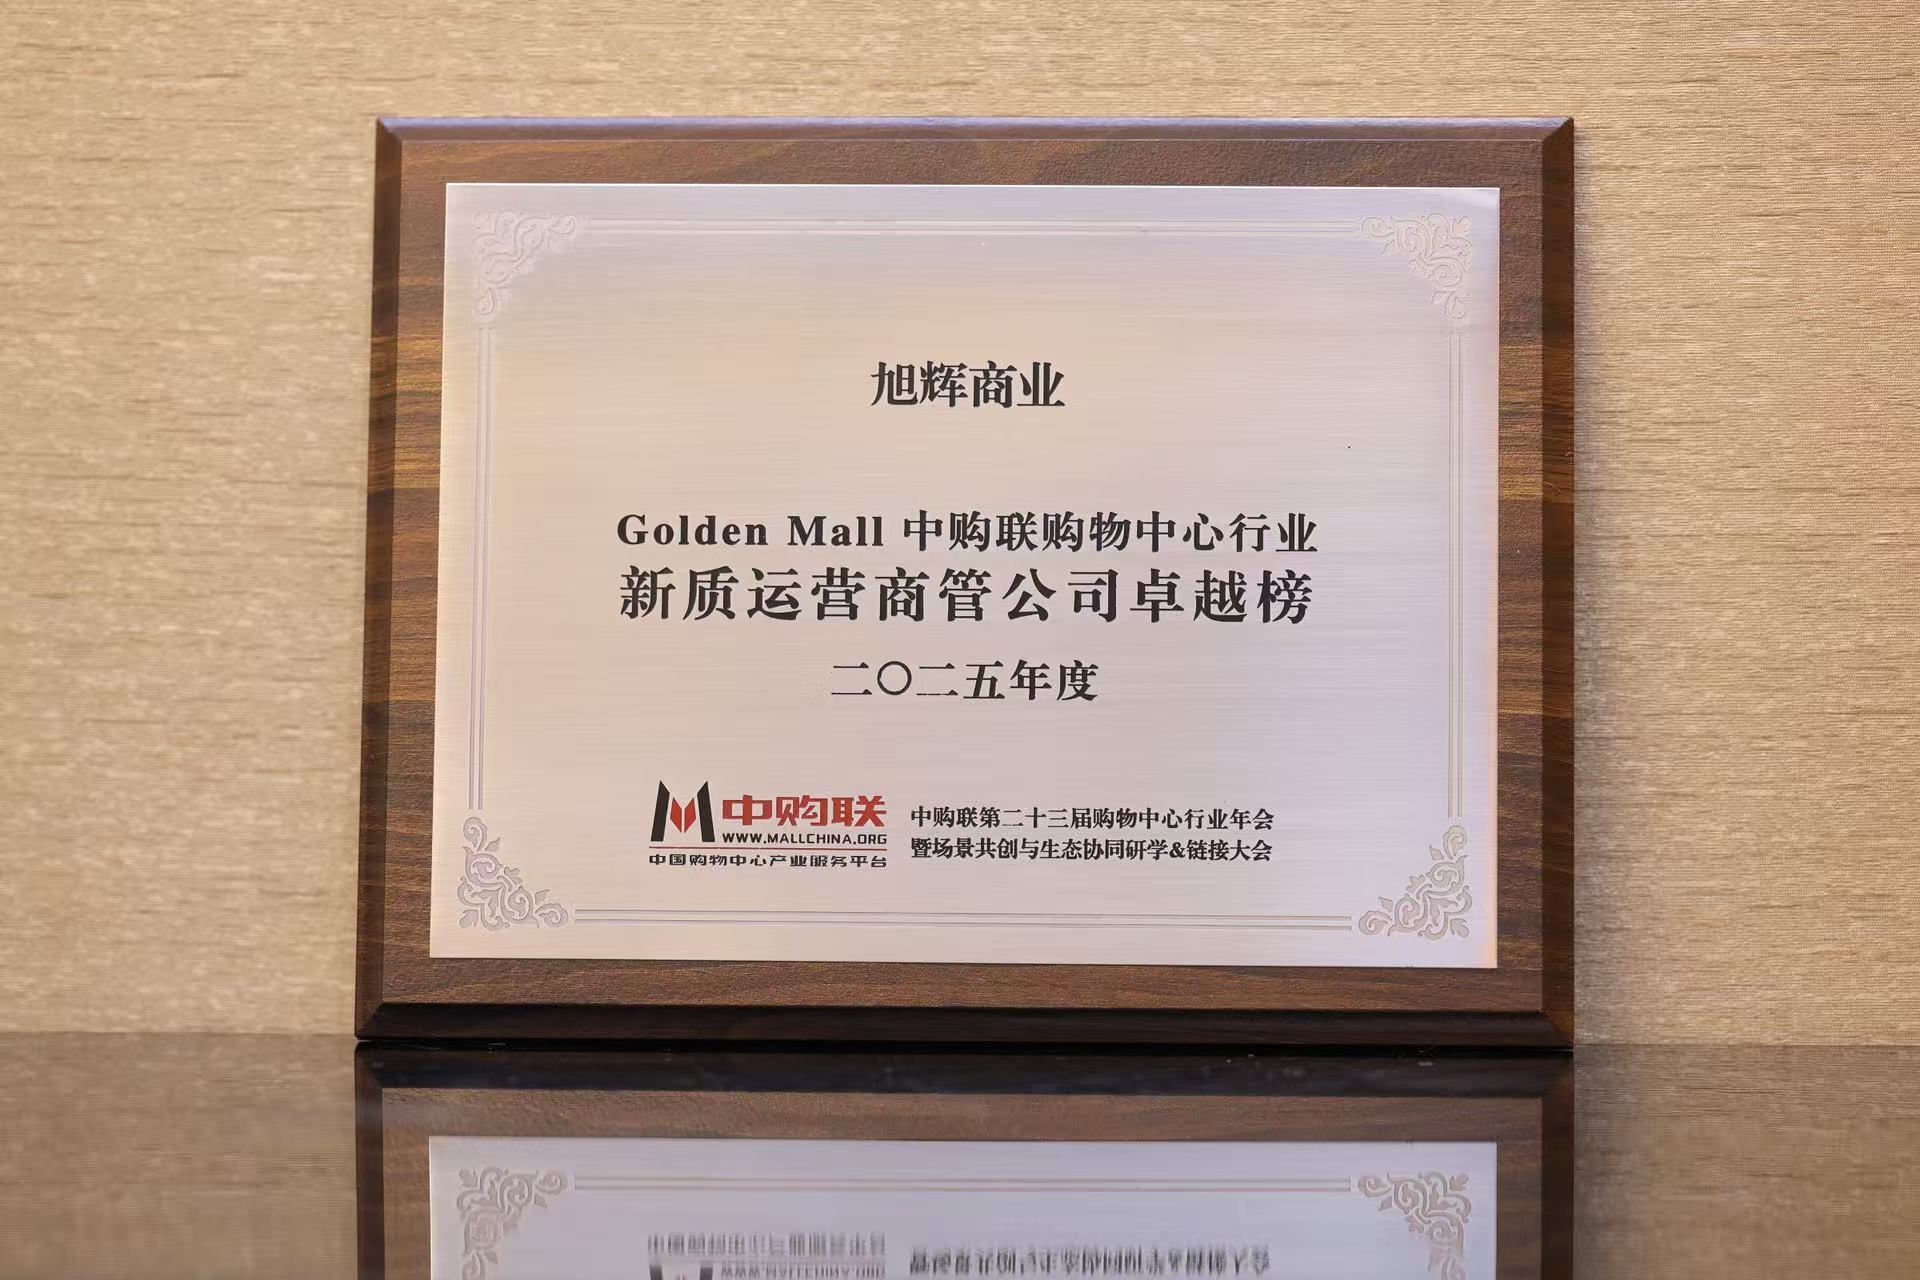 旭辉商业
Golden Mall 中购联购物中心行业
新质运营商管公司卓越榜
二〇二五年度
中购联
WWW.MALLCHINA.ORG
中国购物中心产业服务平台
中购联第二十三届购物中心行业年会
暨场景共创与生态协同研学&链接大会